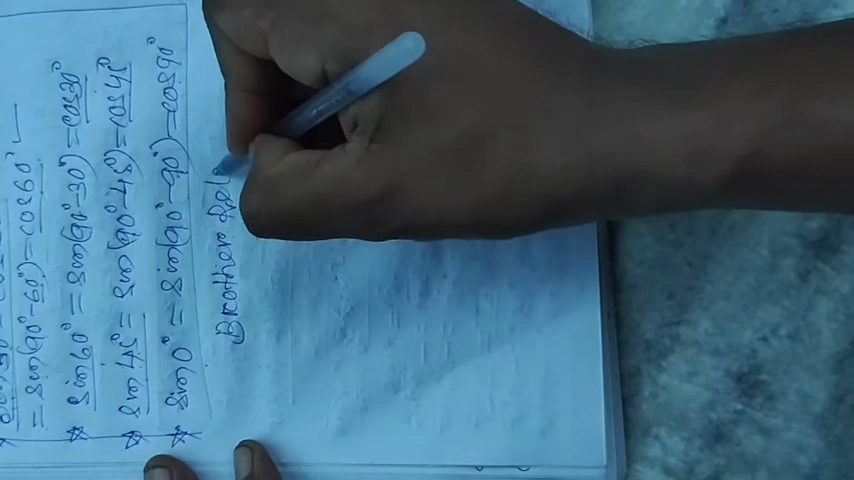 = sin(90°-60°) = cos60°
☆ sin60° = sin(90°-30°) = cos30°
☆ sin45° = sin(90-45°) = cos45°
☆ sin0° = sin(90°-90°) = cos90°
Brother